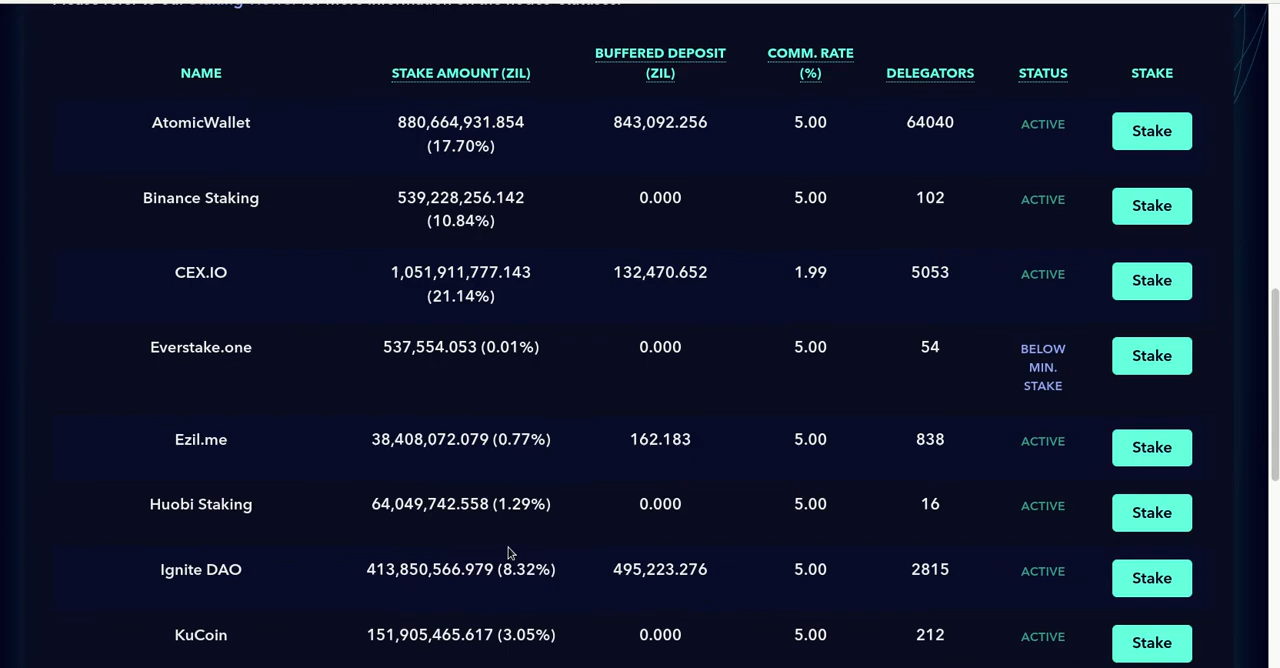 BUFFERED DEPOSIT COMM. RATE
NAME STAKE AMOUNT (ZIL) (ZIL) (%) DELEGATORS STATUS STAKE
AtomicWallet 880,664,931.854 843,092.256 5.00 64040 ACTIVE Stake
(17.70%)
Binance Staking 539,228,256.142 0.000 5.00 102 ACTIVE Stake
(10.84%)
CEX.IO 1,051,911,777.143 132,470.652 1.99 5053 ACTIVE Stake
(21.14%)
Everstake.one 537,554.053 (0.01%) 0.000 5.00 54 BELOW Stake
MIN.
STAKE
Ezil.me 38,408,072.079 (0.77%) 162.183 5.00 838 ACTIVE Stake
Huobi Staking 64,049,742.558 (1.29%) 0.000 5.00 16 ACTIVE Stake
Ignite DAO 413,850,566.979 (8.32%) 495,223.276 5.00 2815 ACTIVE Stake
KuCoin 151,905,465.617 (3.05%) 0.000 5.00 212 ACTIVE Stake